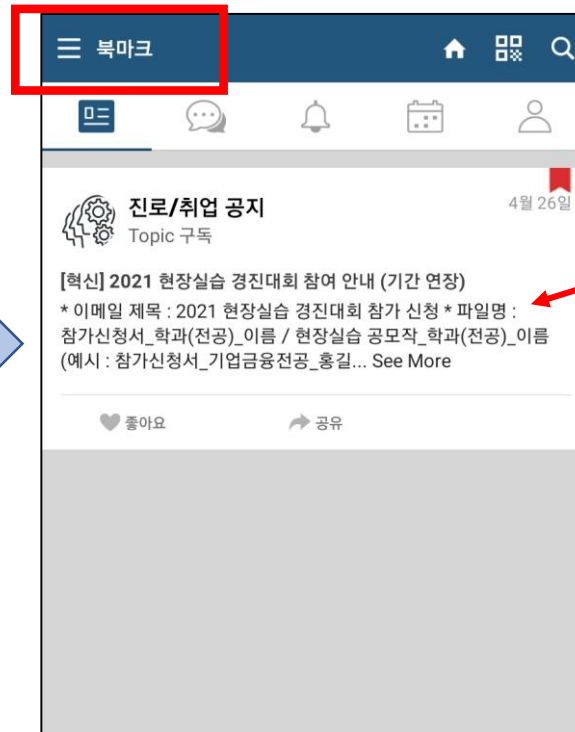 북마크
진로/취업 공지
4월 26일
Topic 구독
[혁신] 2021 현장실습 경진대회 참여 안내 (기간 연장)
* 이메일 제목 : 2021 현장실습 경진대회 참가 신청 * 파일명 :
참가신청서_학과(전공)_이름 / 현장실습 공모작_학과(전공)_이름
(예시 : 참가신청서_기업금융전공_홍길... See More
좋아요
공유